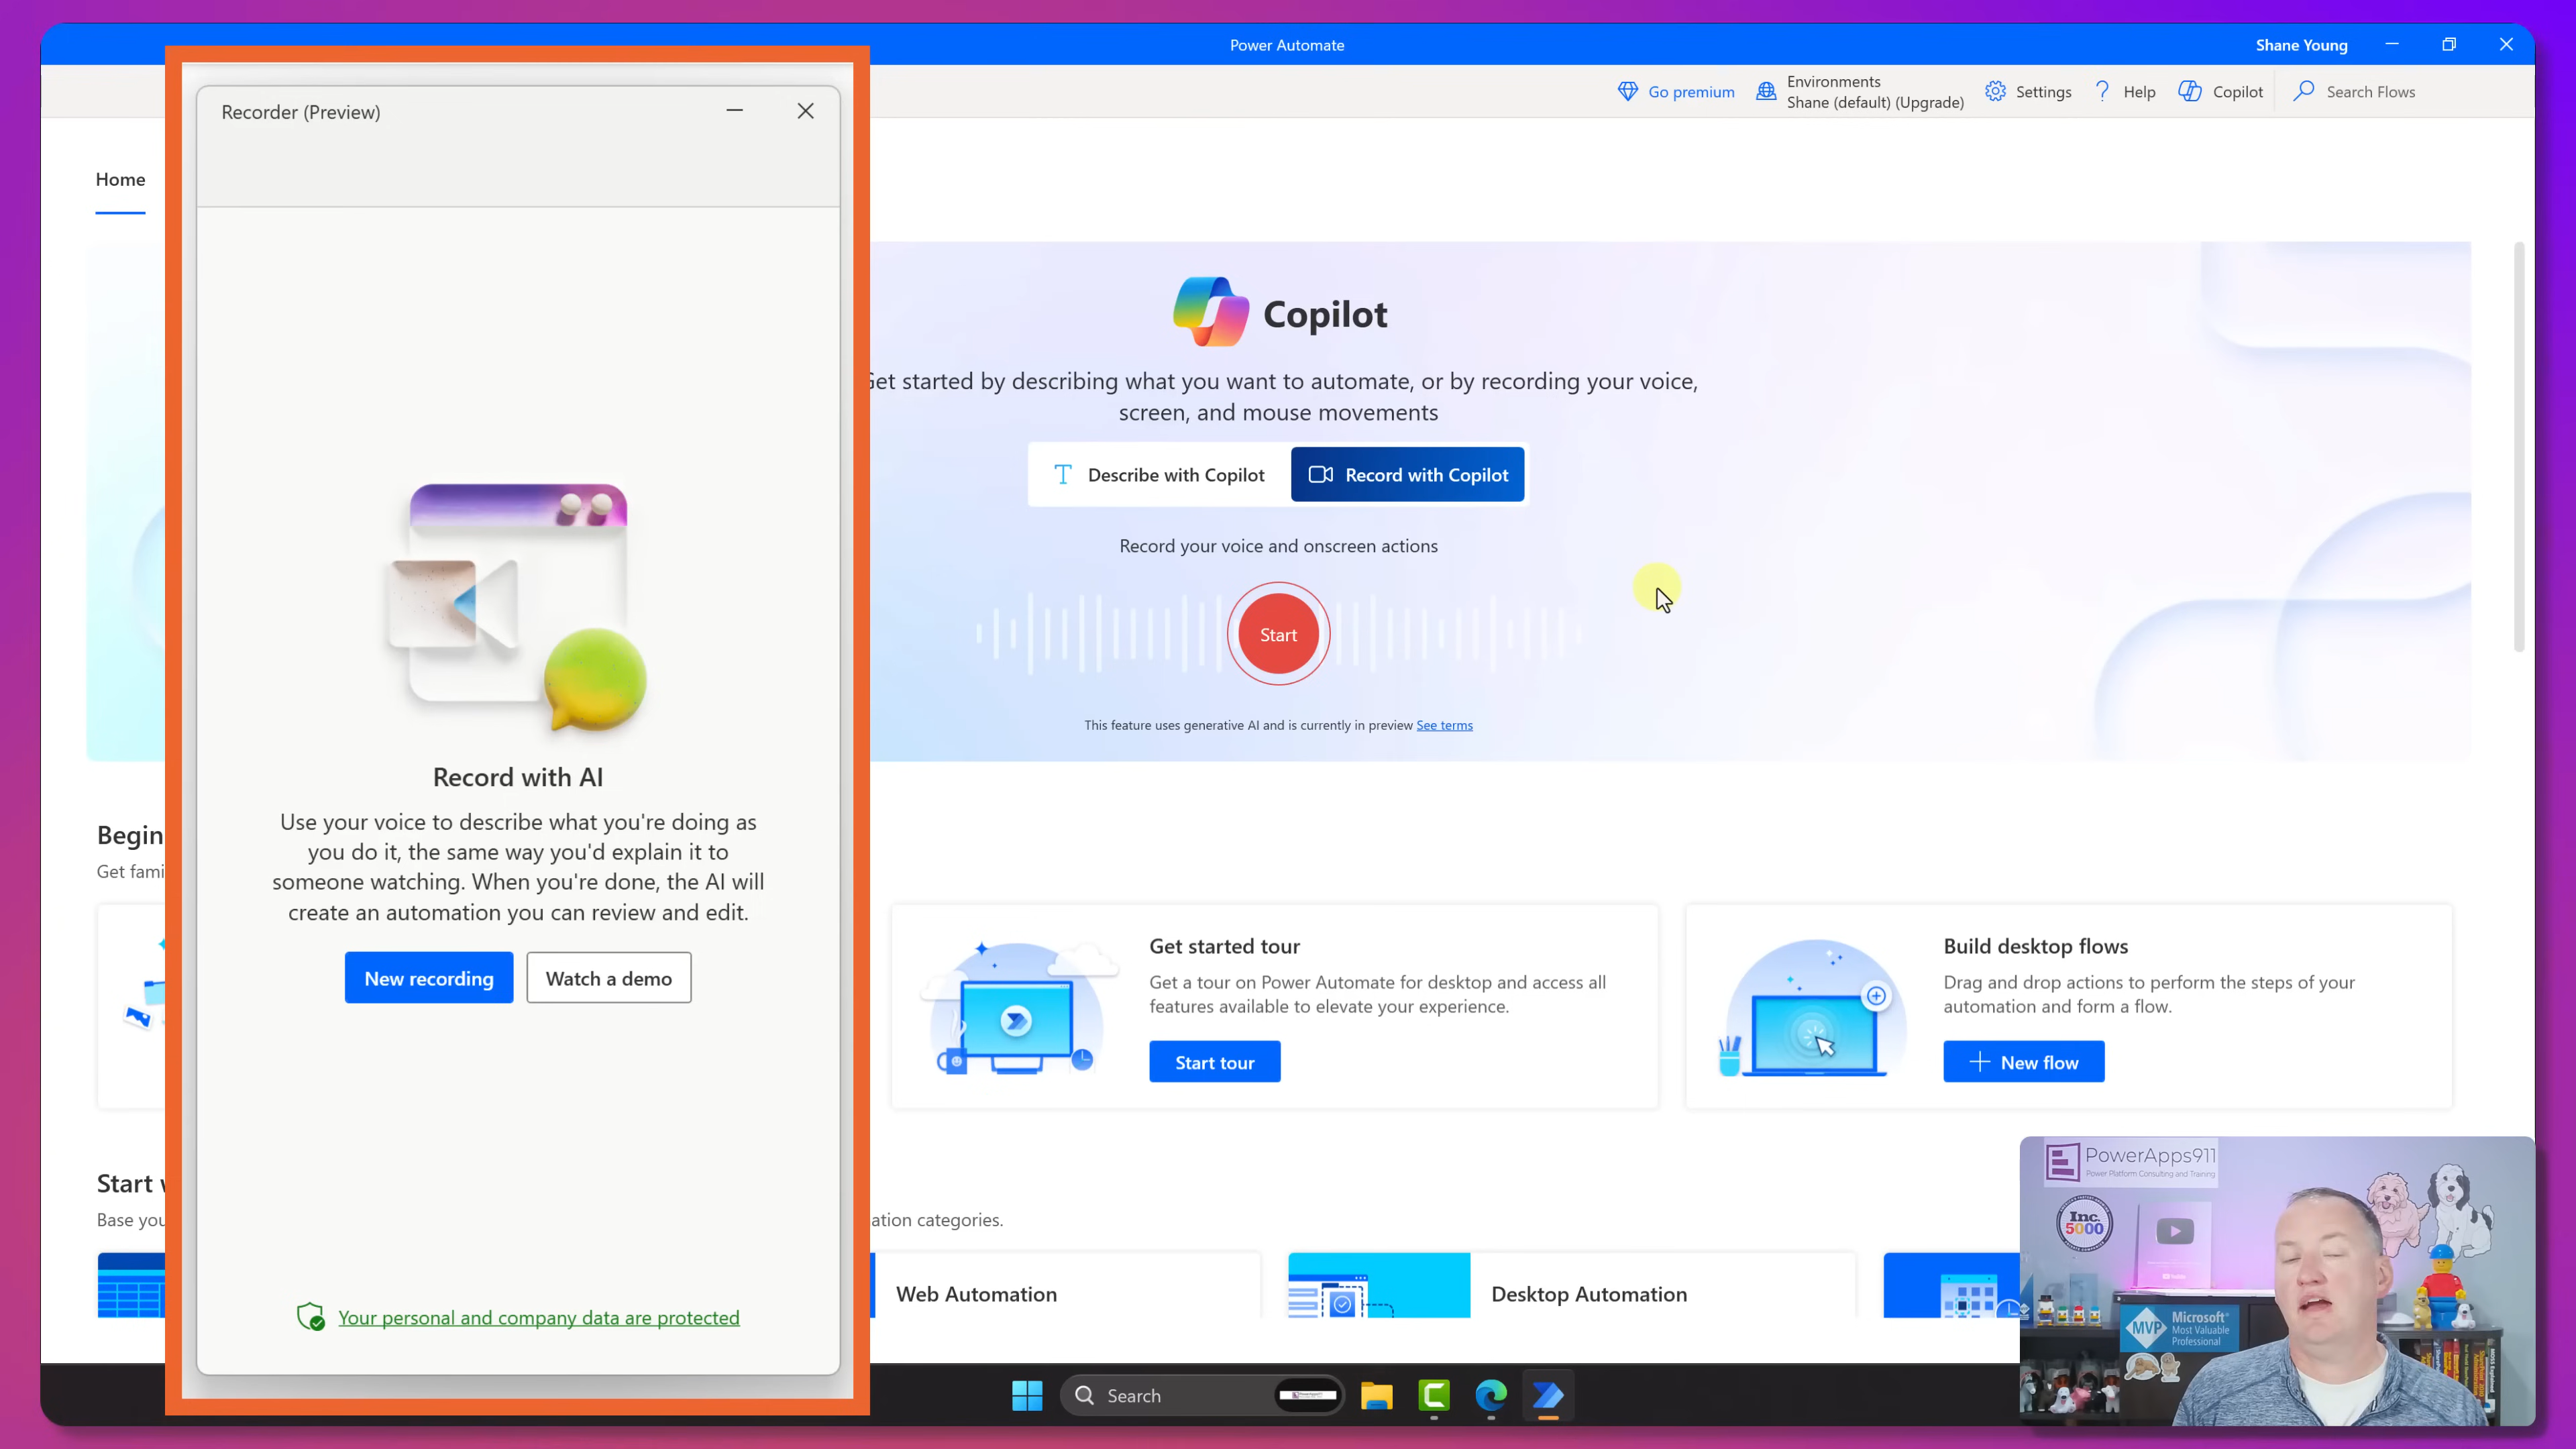 Power Automate
Shane Young
Go premium
Environments
Shane (default) (Upgrade)
Settings
Help
Copilot
Search Flows
Recorder (Preview)
Home
Copilot
Get started by describing what you want to automate, or by recording your voice,
screen, and mouse movements
Describe with Copilot
Record with Copilot
Record your voice and onscreen actions
Start
This feature uses generative AI and is currently in preview See terms
Record with AI
Use your voice to describe what you're doing as
you do it, the same way you'd explain it to
someone watching. When you're done, the AI will
create an automation you can review and edit.
New recording
Watch a demo
Your personal and company data are protected
Begin
Get fami
Get started tour
Get a tour on Power Automate for desktop and access all
features available to elevate your experience.
Start tour
Build desktop flows
Drag and drop actions to perform the steps of your
automation and form a flow.
New flow
Start
Base you
ation categories.
Web Automation
Desktop Automation
PowerApps911
Power Platform Consulting and Training
Inc.
5000
MVP
Microsoft
Most Valuable
Professional
Search